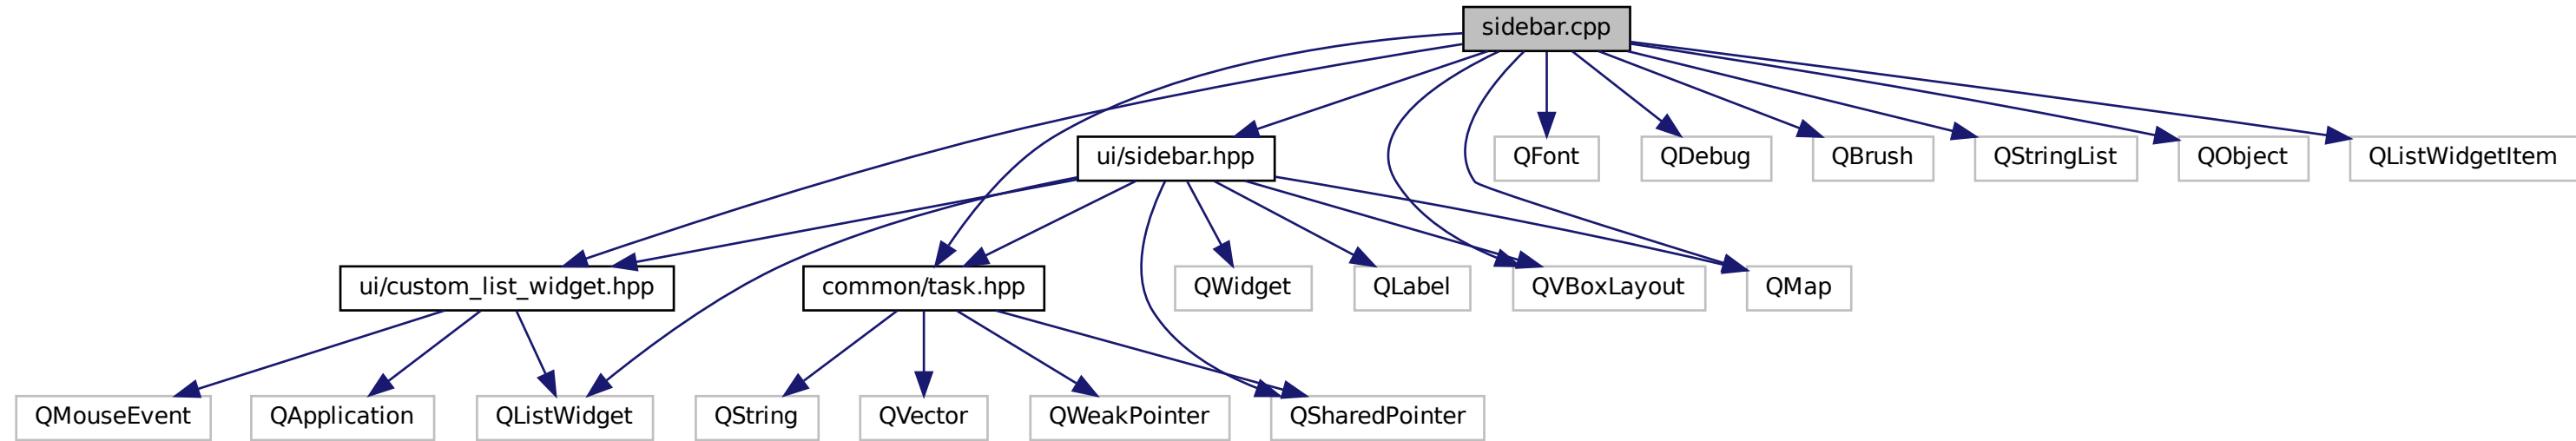 sidebar.cpp
ui/sidebar.hpp
QFont
QDebug
QBrush
QStringList
QObject
QListWidgetItem
ui/custom_list_widget.hpp
common/task.hpp
QWidget
QLabel
QVBoxLayout
QMap
QMouseEvent
QApplication
QListWidget
QString
QVector
QWeakPointer
QSharedPointer